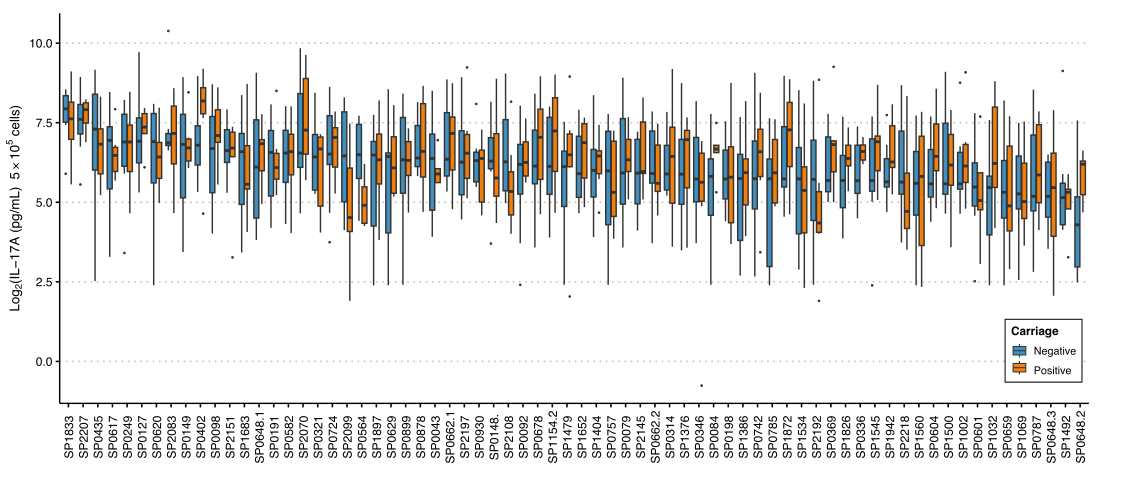 Log₂(IL−17A (pg/mL) 5 × 10⁵ cells)
10.0
7.5
5.0
2.5
0.0
Carriage
Negative
Positive
SP1833
SP2207
SP0435
SP0617
SP0249
SP0127
SP0620
SP2083
SP0149
SP0402
SP0098
SP2151
SP1683
SP0648.1
SP0191
SP0582
SP2070
SP0321
SP0724
SP2099
SP0564
SP1897
SP0629
SP0899
SP0878
SP0043
SP0662.1
SP2197
SP0930
SP0148.
SP2108
SP0092
SP0678
SP1154.2
SP1479
SP1652
SP1404
SP0757
SP0079
SP2145
SP0662.2
SP0314
SP1376
SP0346
SP0084
SP0198
SP1386
SP0742
SP0785
SP1872
SP1534
SP2192
SP0369
SP1826
SP0336
SP1545
SP1942
SP2218
SP1560
SP0604
SP1500
SP1002
SP0601
SP1032
SP0659
SP1069
SP0787
SP0648.3
SP1492
SP0648.2